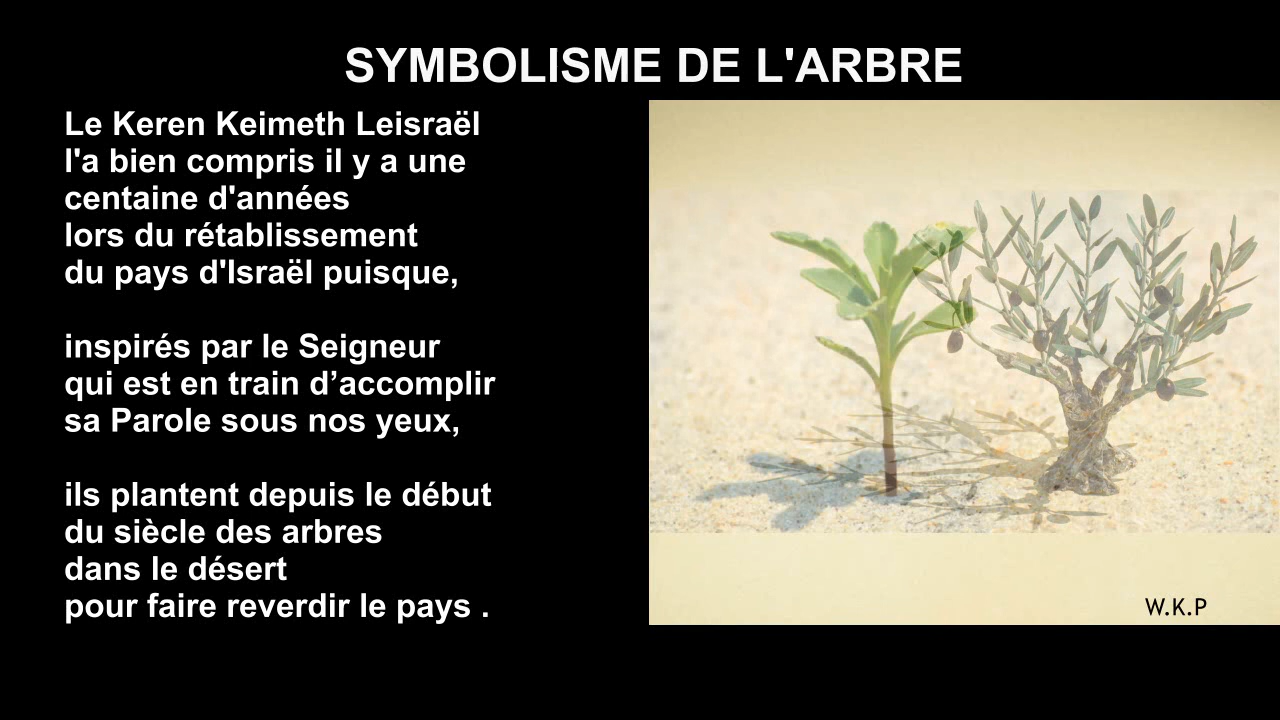 SYMBOLISME DE L'ARBRE
Le Keren Keimeth Leisraël
l'a bien compris il y a une
centaine d'années
lors du rétablissement
du pays d'Israël puisque,
inspirés par le Seigneur
qui est en train d’accomplir
sa Parole sous nos yeux,
ils plantent depuis le début
du siècle des arbres
dans le désert
pour faire reverdir le pays .
W.K.P